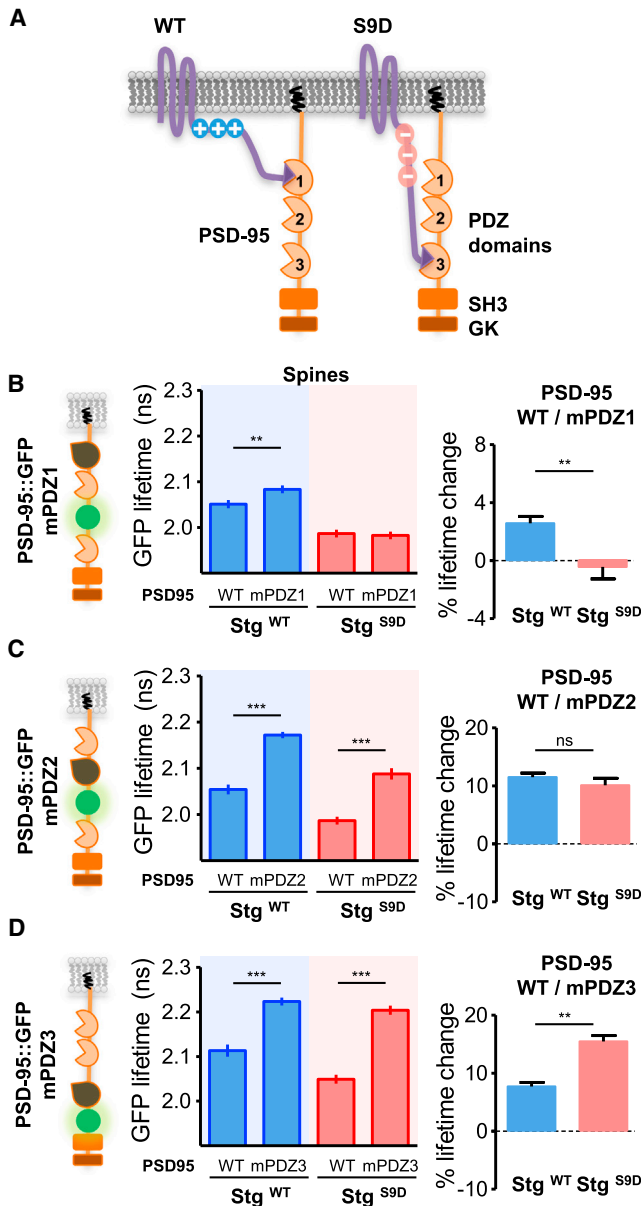 A
WT
S9D
+++
−
−
−
1
1
2
2
3
3
PSD-95
PDZ
domains
SH3
GK
B
PSD-95::GFP
mPDZ1
Spines
GFP lifetime (ns)
2.3
2.2
2.1
2.0
**
PSD95
WT mPDZ1
WT mPDZ1
Stg WT
Stg S9D
PSD-95
WT / mPDZ1
% lifetime change
8
4
0
-4
**
Stg WT
Stg S9D
C
PSD-95::GFP
mPDZ2
GFP lifetime (ns)
2.2
2.1
2.0
***
***
PSD95
WT mPDZ2
WT mPDZ2
Stg WT
Stg S9D
PSD-95
WT / mPDZ2
% lifetime change
20
10
0
-10
ns
Stg WT
Stg S9D
D
PSD-95::GFP
mPDZ3
GFP lifetime (ns)
2.3
2.2
2.1
2.0
***
***
PSD95
WT mPDZ3
WT mPDZ3
Stg WT
Stg S9D
PSD-95
WT / mPDZ3
% lifetime change
20
10
0
-10
**
Stg WT
Stg S9D